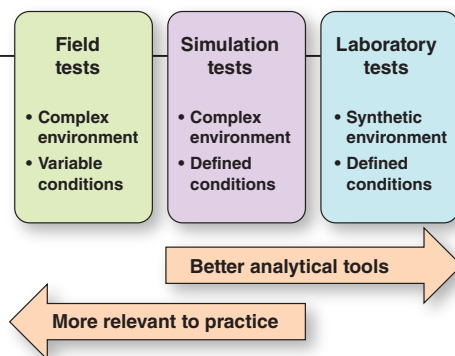 Field
tests
• Complex
environment
• Variable
conditions
Simulation
tests
• Complex
environment
• Defined
conditions
Laboratory
tests
• Synthetic
environment
• Defined
conditions
Better analytical tools
More relevant to practice